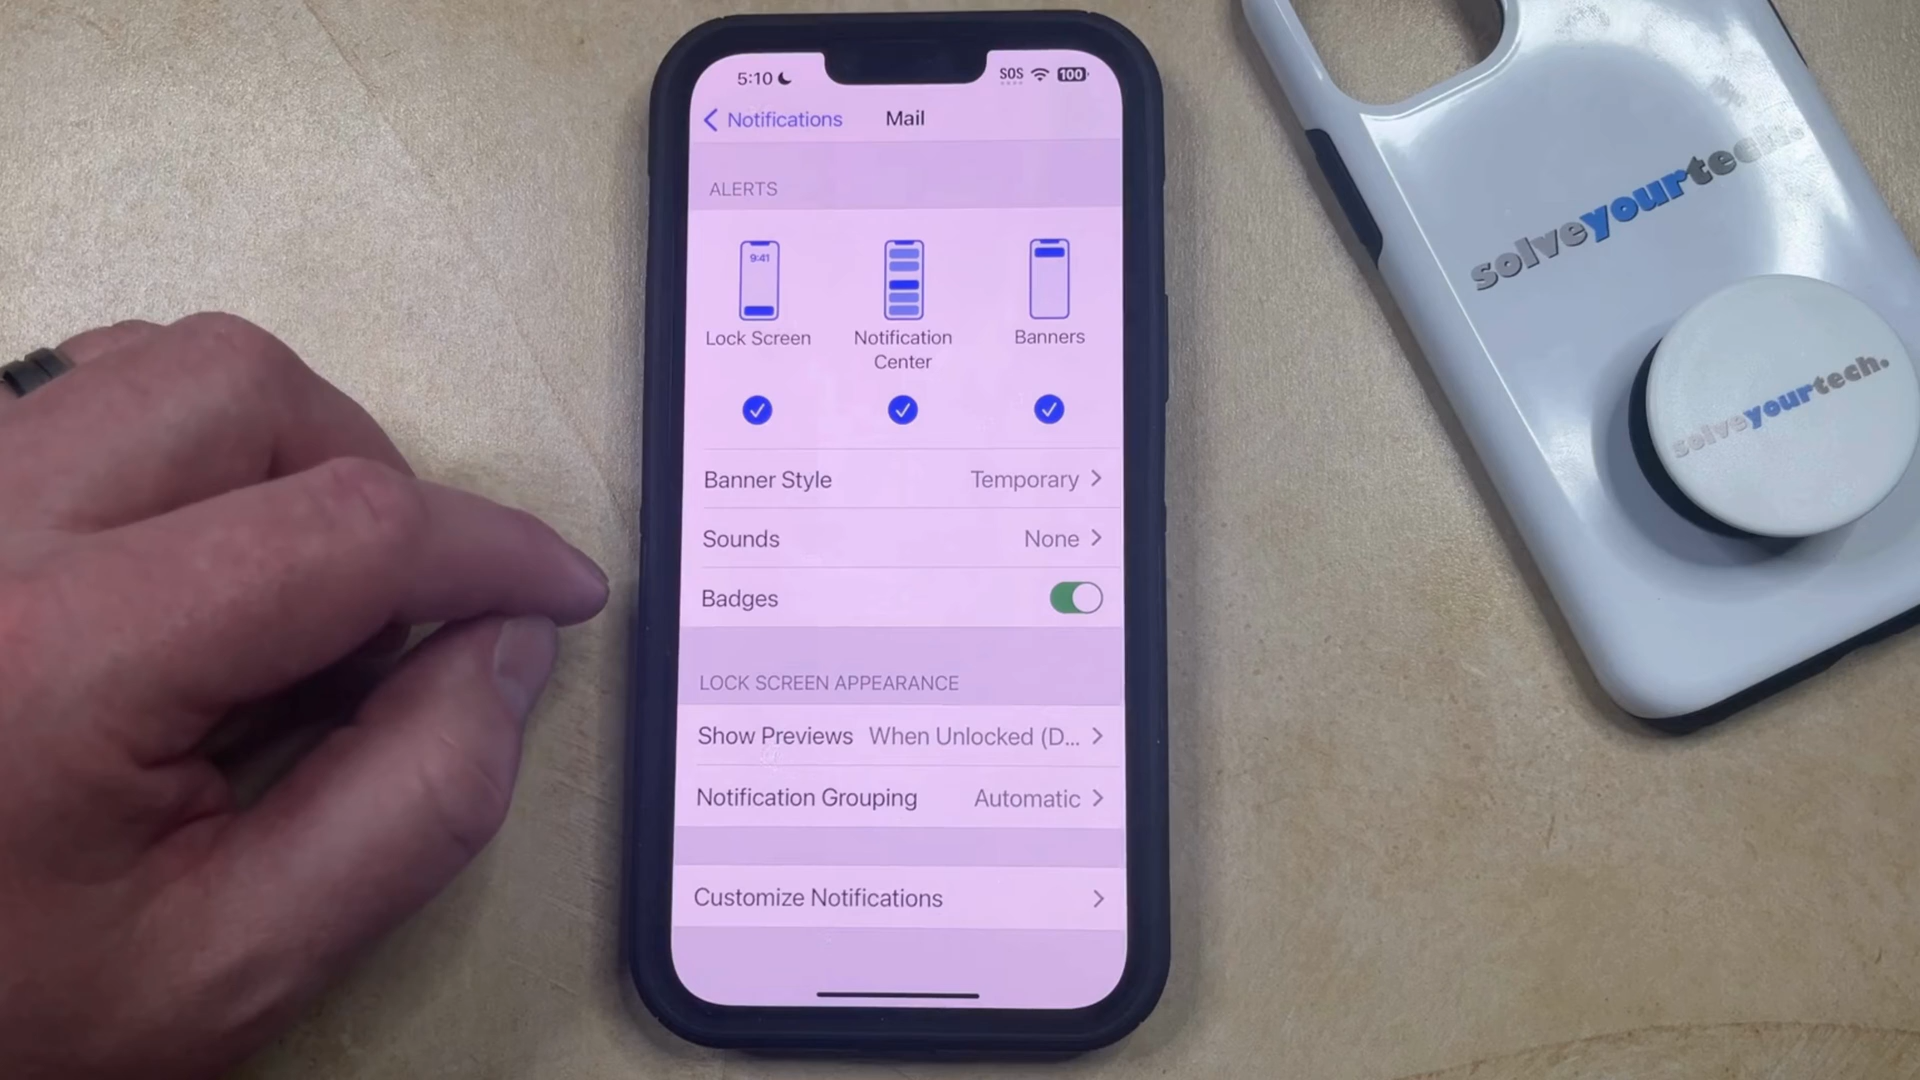 5:10
SOS
100
Notifications
Mail
ALERTS
9:41
Lock Screen
Notification Center
Banners
Banner Style Temporary
Sounds None
Badges
LOCK SCREEN APPEARANCE
Show Previews When Unlocked (D...
Notification Grouping Automatic
Customize Notifications
solveyourtech.
solveyourtech.